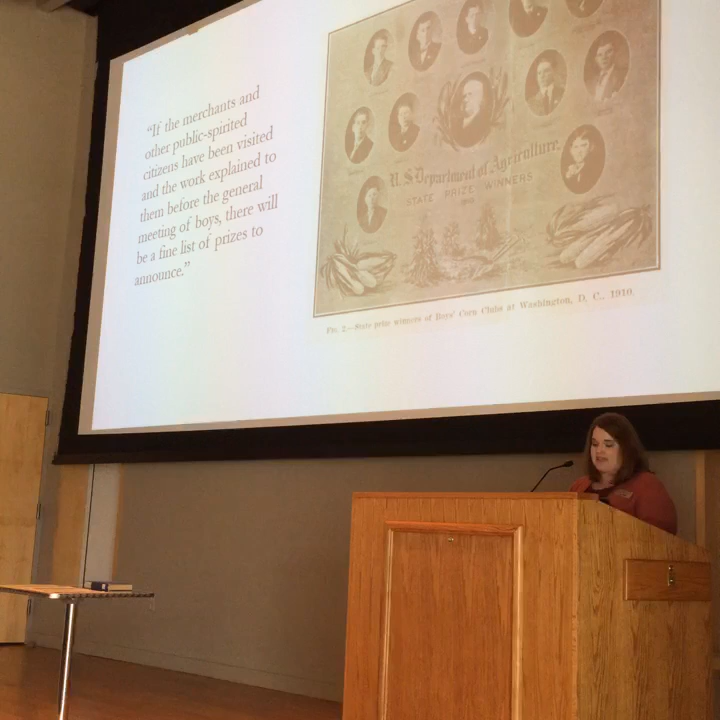 “If the merchants and
other public-spirited
citizens have been visited
and the work explained to
them before the general
meeting of boys, there will
be a fine list of prizes to
announce.”
U. S. Department of Agriculture.
STATE PRIZE WINNERS
1910.
FIG. 2.—State prize winners of Boys' Corn Clubs at Washington, D. C., 1910.